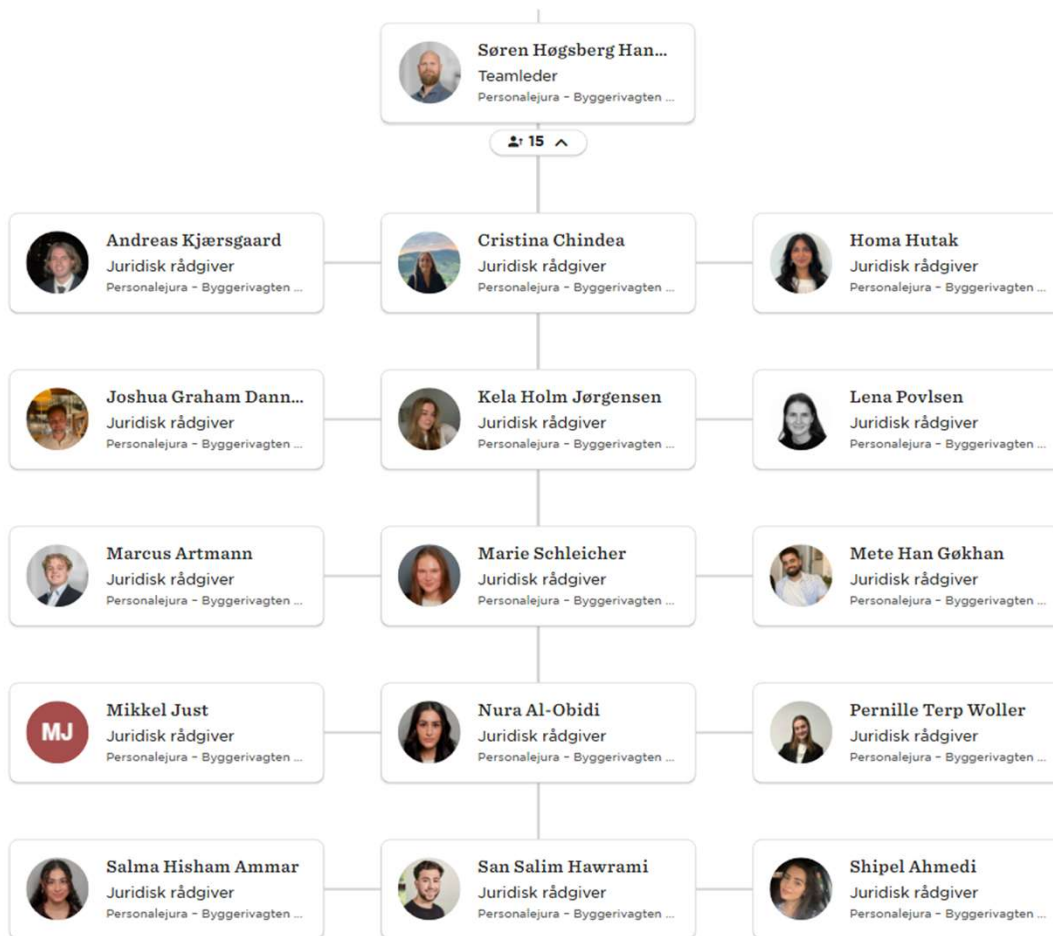 Søren Høgsberg Han...
Teamleder
Personalejura - Byggerivagten ...
15
Andreas Kjærsgaard
Juridisk rådgiver
Personalejura - Byggerivagten ...
Cristina Chindea
Juridisk rådgiver
Personalejura - Byggerivagten ...
Homa Hutak
Juridisk rådgiver
Personalejura - Byggerivagten ...
Joshua Graham Dann...
Juridisk rådgiver
Personalejura - Byggerivagten ...
Kela Holm Jørgensen
Juridisk rådgiver
Personalejura - Byggerivagten ...
Lena Povlsen
Juridisk rådgiver
Personalejura - Byggerivagten ...
Marcus Artmann
Juridisk rådgiver
Personalejura - Byggerivagten ...
Marie Schleicher
Juridisk rådgiver
Personalejura - Byggerivagten ...
Mete Han Gøkhan
Juridisk rådgiver
Personalejura - Byggerivagten ...
MJ
Mikkel Just
Juridisk rådgiver
Personalejura - Byggerivagten ...
Nura Al-Obidi
Juridisk rådgiver
Personalejura - Byggerivagten ...
Pernille Terp Woller
Juridisk rådgiver
Personalejura - Byggerivagten ...
Salma Hisham Ammar
Juridisk rådgiver
Personalejura - Byggerivagten ...
San Salim Hawrami
Juridisk rådgiver
Personalejura - Byggerivagten ...
Shipel Ahmedi
Juridisk rådgiver
Personalejura - Byggerivagten ...